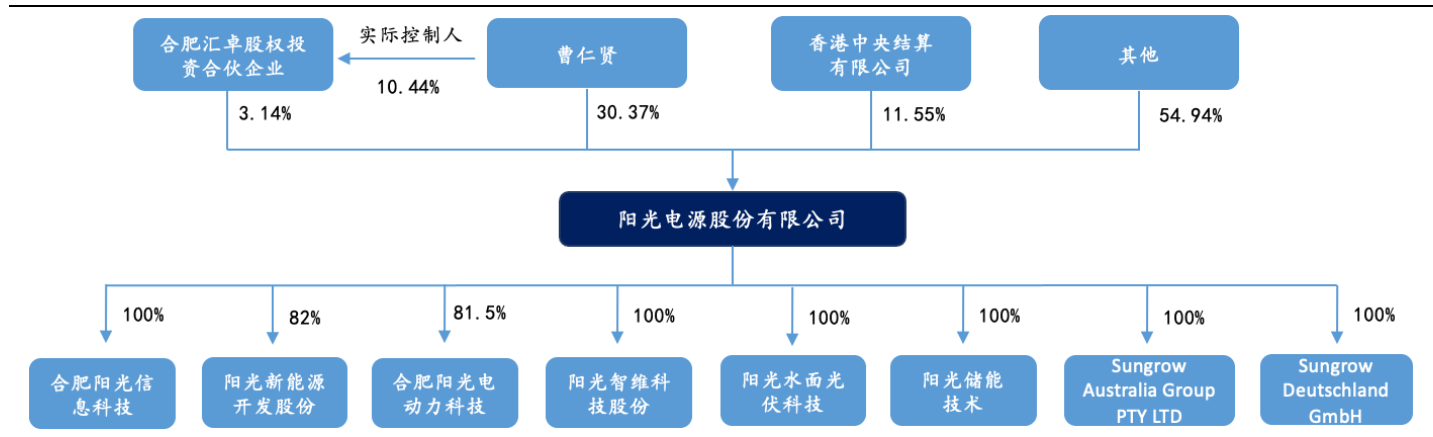 合肥汇卓股权投
资合伙企业
实际控制人
10.44%
曹仁贤
香港中央结算
有限公司
其他
3.14%
30.37%
11.55%
54.94%
阳光电源股份有限公司
100%
82%
81.5%
100%
100%
100%
100%
100%
合肥阳光信
息科技
阳光新能源
开发股份
合肥阳光电
动力科技
阳光智维科
技股份
阳光水面光
伏科技
阳光储能
技术
Sungrow
Australia Group
PTY LTD
Sungrow
Deutschland
GmbH